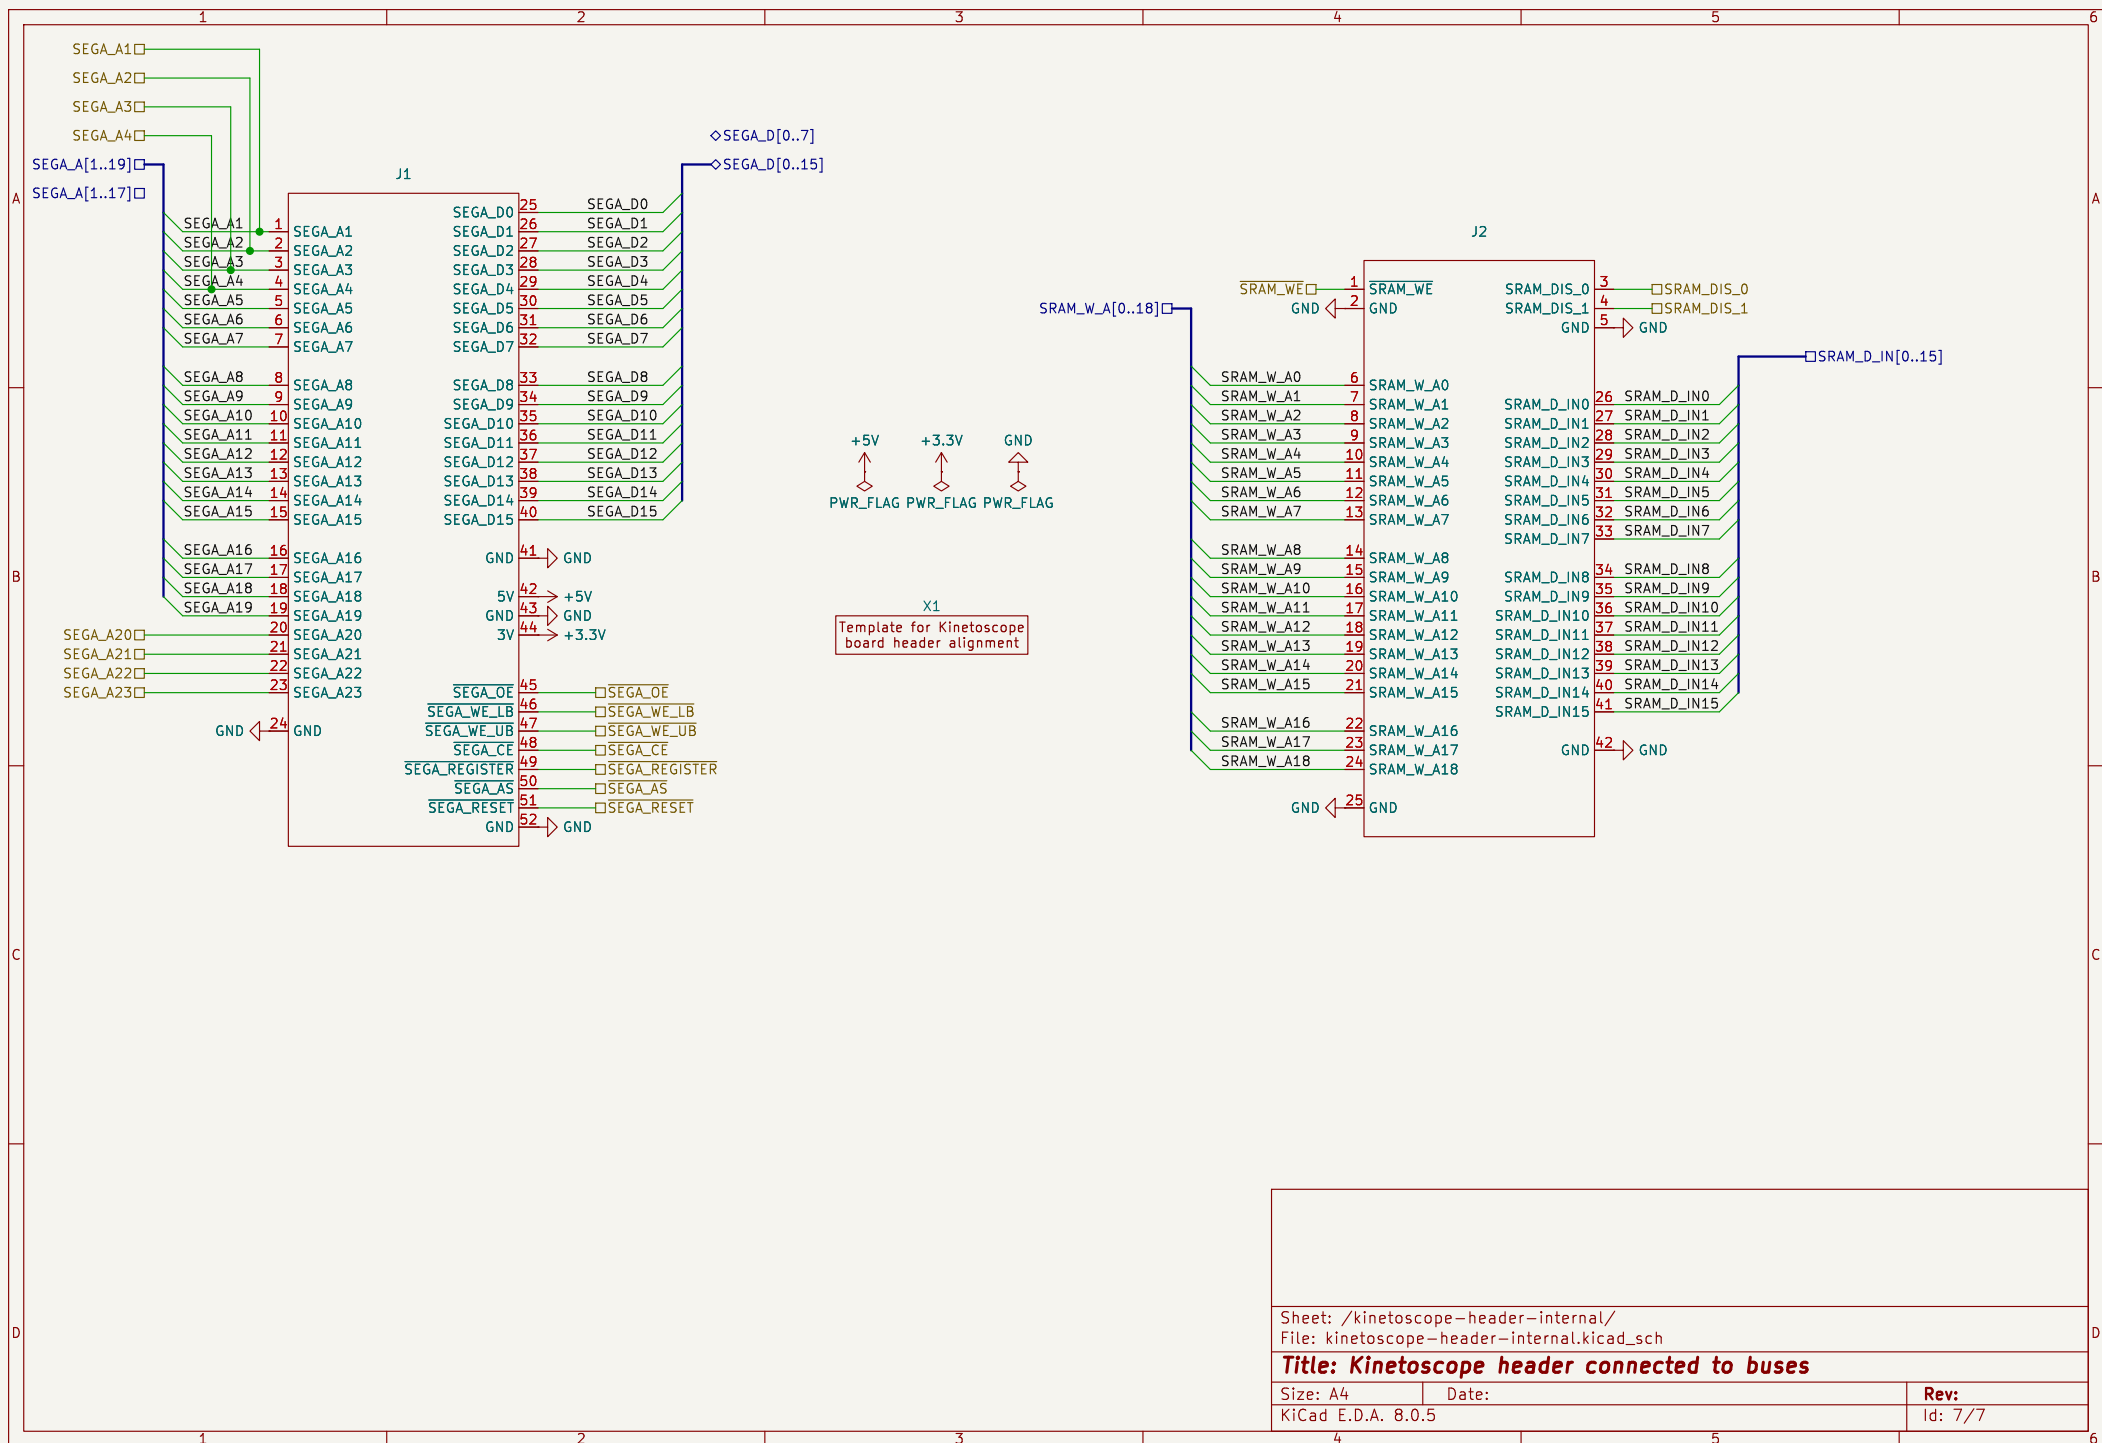 1 2 3 4 5 6
A
B
C
D
SEGA_A1
SEGA_A2
SEGA_A3
SEGA_A4
SEGA_A[1..19]
SEGA_A[1..17]
J1
SEGA_A1 1 SEGA_A1
SEGA_A2 2 SEGA_A2
SEGA_A3 3 SEGA_A3
SEGA_A4 4 SEGA_A4
SEGA_A5 5 SEGA_A5
SEGA_A6 6 SEGA_A6
SEGA_A7 7 SEGA_A7
SEGA_A8 8 SEGA_A8
SEGA_A9 9 SEGA_A9
SEGA_A10 10 SEGA_A10
SEGA_A11 11 SEGA_A11
SEGA_A12 12 SEGA_A12
SEGA_A13 13 SEGA_A13
SEGA_A14 14 SEGA_A14
SEGA_A15 15 SEGA_A15
SEGA_A16 16 SEGA_A16
SEGA_A17 17 SEGA_A17
SEGA_A18 18 SEGA_A18
SEGA_A19 19 SEGA_A19
SEGA_A20 20 SEGA_A20
SEGA_A21 21 SEGA_A21
SEGA_A22 22 SEGA_A22
SEGA_A23 23 SEGA_A23
GND 24 GND
SEGA_D[0..7]
SEGA_D[0..15]
SEGA_D0 25 SEGA_D0
SEGA_D1 26 SEGA_D1
SEGA_D2 27 SEGA_D2
SEGA_D3 28 SEGA_D3
SEGA_D4 29 SEGA_D4
SEGA_D5 30 SEGA_D5
SEGA_D6 31 SEGA_D6
SEGA_D7 32 SEGA_D7
SEGA_D8 33 SEGA_D8
SEGA_D9 34 SEGA_D9
SEGA_D10 35 SEGA_D10
SEGA_D11 36 SEGA_D11
SEGA_D12 37 SEGA_D12
SEGA_D13 38 SEGA_D13
SEGA_D14 39 SEGA_D14
SEGA_D15 40 SEGA_D15
GND 41 GND
5V 42 +5V
GND 43 GND
3V 44 +3.3V
SEGA_OE 45 SEGA_OE
SEGA_WE_LB 46 SEGA_WE_LB
SEGA_WE_UB 47 SEGA_WE_UB
SEGA_CE 48 SEGA_CE
SEGA_REGISTER 49 SEGA_REGISTER
SEGA_AS 50 SEGA_AS
SEGA_RESET 51 SEGA_RESET
GND 52 GND
+5V +3.3V GND
PWR_FLAG PWR_FLAG PWR_FLAG
X1
Template for Kinetoscope
board header alignment
J2
SRAM_WE 1 SRAM_WE
GND 2 GND
SRAM_W_A[0..18]
SRAM_W_A0 6 SRAM_W_A0
SRAM_W_A1 7 SRAM_W_A1
SRAM_W_A2 8 SRAM_W_A2
SRAM_W_A3 9 SRAM_W_A3
SRAM_W_A4 10 SRAM_W_A4
SRAM_W_A5 11 SRAM_W_A5
SRAM_W_A6 12 SRAM_W_A6
SRAM_W_A7 13 SRAM_W_A7
SRAM_W_A8 14 SRAM_W_A8
SRAM_W_A9 15 SRAM_W_A9
SRAM_W_A10 16 SRAM_W_A10
SRAM_W_A11 17 SRAM_W_A11
SRAM_W_A12 18 SRAM_W_A12
SRAM_W_A13 19 SRAM_W_A13
SRAM_W_A14 20 SRAM_W_A14
SRAM_W_A15 21 SRAM_W_A15
SRAM_W_A16 22 SRAM_W_A16
SRAM_W_A17 23 SRAM_W_A17
SRAM_W_A18 24 SRAM_W_A18
GND 25 GND
SRAM_DIS_0 3 SRAM_DIS_0
SRAM_DIS_1 4 SRAM_DIS_1
GND 5 GND
SRAM_D_IN[0..15]
SRAM_D_IN0 26 SRAM_D_IN0
SRAM_D_IN1 27 SRAM_D_IN1
SRAM_D_IN2 28 SRAM_D_IN2
SRAM_D_IN3 29 SRAM_D_IN3
SRAM_D_IN4 30 SRAM_D_IN4
SRAM_D_IN5 31 SRAM_D_IN5
SRAM_D_IN6 32 SRAM_D_IN6
SRAM_D_IN7 33 SRAM_D_IN7
SRAM_D_IN8 34 SRAM_D_IN8
SRAM_D_IN9 35 SRAM_D_IN9
SRAM_D_IN10 36 SRAM_D_IN10
SRAM_D_IN11 37 SRAM_D_IN11
SRAM_D_IN12 38 SRAM_D_IN12
SRAM_D_IN13 39 SRAM_D_IN13
SRAM_D_IN14 40 SRAM_D_IN14
SRAM_D_IN15 41 SRAM_D_IN15
GND 42 GND
A
B
C
D
Sheet: /kinetoscope-header-internal/
File: kinetoscope-header-internal.kicad_sch
Title: Kinetoscope header connected to buses
Size: A4 Date: Rev:
KiCad E.D.A. 8.0.5 Id: 7/7
1 2 3 4 5 6